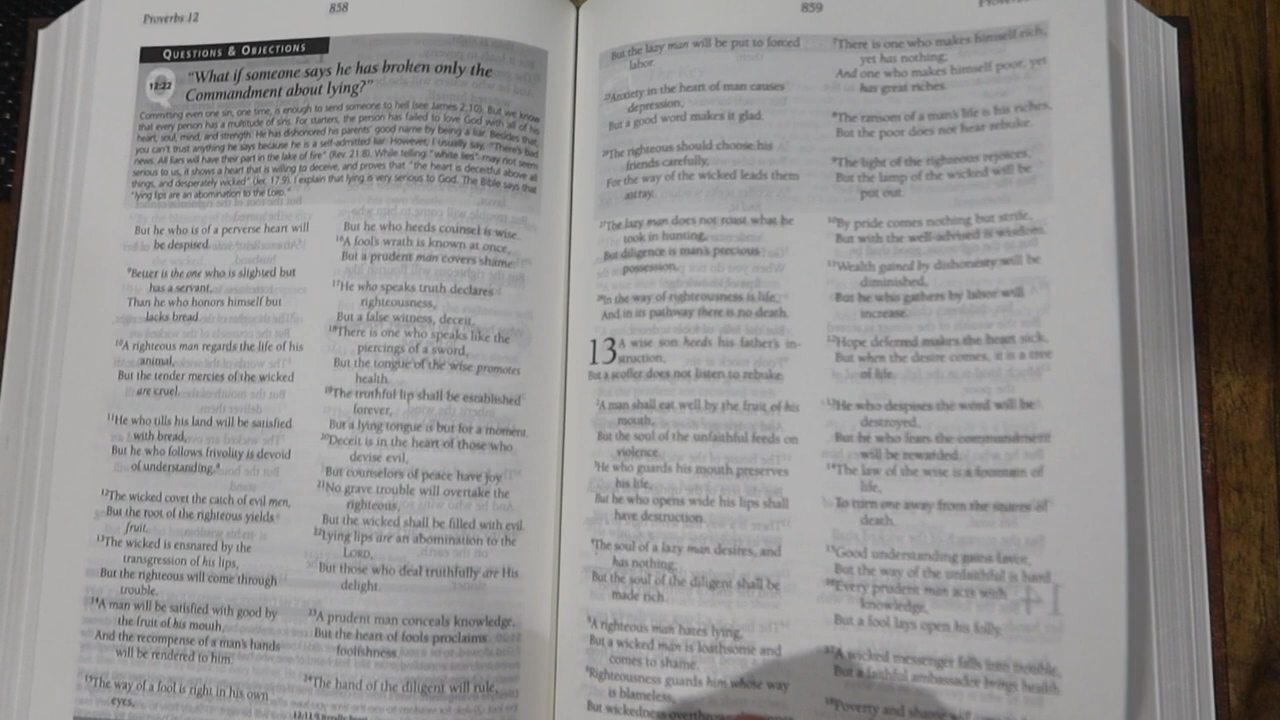 Proverbs 12
858
QUESTIONS & OBJECTIONS
12:22
"What if someone says he has broken only the
Commandment about lying?"
Committing even one sin, one time, is enough to send someone to hell (see James 2:10). But we know
that every person has a multitude of sins. For starters, the person has failed to love God with all of his
heart, soul, mind, and strength. He has dishonored his parents' good name by being a liar. Besides that,
you can't trust anything he says because he is a self-admitted liar. However, I usually say, "There's bad
news. All liars will have their part in the lake of fire" (Rev. 21:8). While telling "white lies" may not seem
serious to us, it shows a heart that is willing to deceive, and proves that "the heart is deceitful above all
things, and desperately wicked" (Jer. 17:9). I explain that lying is very serious to God. The Bible says that
"lying lips are an abomination to the LORD."
But he who is of a perverse heart will
be despised.
9Better is the one who is slighted but
has a servant,
Than he who honors himself but
lacks bread.
10A righteous man regards the life of his
animal,
But the tender mercies of the wicked
are cruel.
11He who tills his land will be satisfied
with bread,
But he who follows frivolity is devoid
of understanding.
12The wicked covet the catch of evil men,
But the root of the righteous yields
fruit.
13The wicked is ensnared by the
transgression of his lips,
But the righteous will come through
trouble.
14A man will be satisfied with good by
the fruit of his mouth,
And the recompense of a man's hands
will be rendered to him.
15The way of a fool is right in his own
eyes,
But he who heeds counsel is wise.
16A fool's wrath is known at once,
But a prudent man covers shame.
17He who speaks truth declares
righteousness,
But a false witness, deceit.
18There is one who speaks like the
piercings of a sword,
But the tongue of the wise promotes
health.
19The truthful lip shall be established
forever,
But a lying tongue is but for a moment.
20Deceit is in the heart of those who
devise evil,
But counselors of peace have joy.
21No grave trouble will overtake the
righteous,
But the wicked shall be filled with evil.
22Lying lips are an abomination to the
LORD,
But those who deal truthfully are His
delight.
23A prudent man conceals knowledge,
But the heart of fools proclaims
foolishness.
24The hand of the diligent will rule,
859
But the lazy man will be put to forced
labor.
25Anxiety in the heart of man causes
depression,
But a good word makes it glad.
26The righteous should choose his
friends carefully,
For the way of the wicked leads them
astray.
27The lazy man does not roast what he
took in hunting,
But diligence is man's precious
possession.
28In the way of righteousness is life,
And in its pathway there is no death.
13 A wise son heeds his father's in-
struction,
But a scoffer does not listen to rebuke.
2A man shall eat well by the fruit of his
mouth,
But the soul of the unfaithful feeds on
violence.
3He who guards his mouth preserves
his life,
But he who opens wide his lips shall
have destruction.
4The soul of a lazy man desires, and
has nothing;
But the soul of the diligent shall be
made rich.
5A righteous man hates lying,
But a wicked man is loathsome and
comes to shame.
6Righteousness guards him whose way
is blameless,
But wickedness overthrows
7There is one who makes himself rich,
yet has nothing;
And one who makes himself poor, yet
has great riches.
8The ransom of a man's life is his riches,
But the poor does not hear rebuke.
9The light of the righteous rejoices,
But the lamp of the wicked will be
put out.
10By pride comes nothing but strife,
But with the well-advised is wisdom.
11Wealth gained by dishonesty will be
diminished,
But he who gathers by labor will
increase.
12Hope deferred makes the heart sick,
But when the desire comes, it is a tree
of life.
13He who despises the word will be
destroyed,
But he who fears the commandment
will be rewarded.
14The law of the wise is a fountain of
life,
To turn one away from the snares of
death.
15Good understanding gains favor,
But the way of the unfaithful is hard.
16Every prudent man acts with
knowledge,
But a fool lays open his folly.
17A wicked messenger falls into trouble,
But a faithful ambassador brings health.
18Poverty and shame will